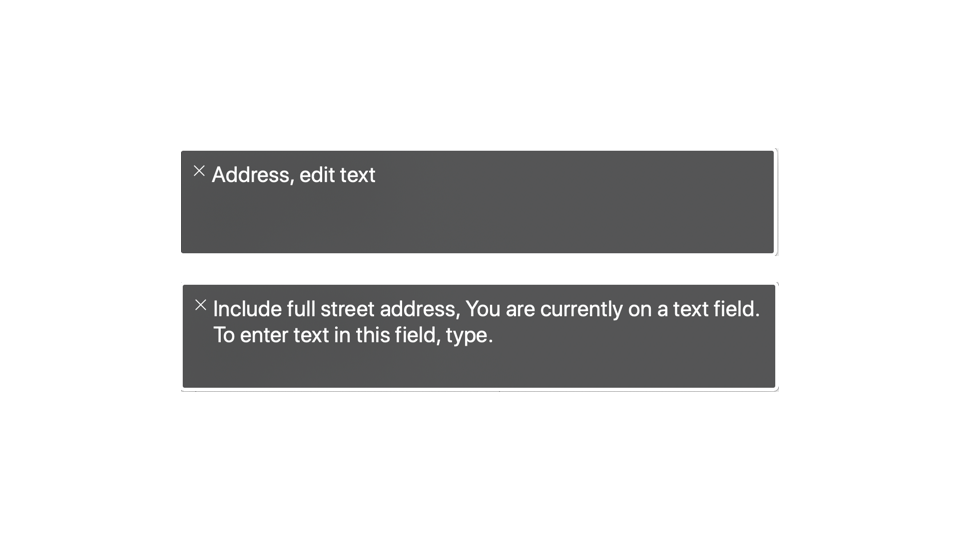 Address, edit text
Include full street address, You are currently on a text field.
To enter text in this field, type.